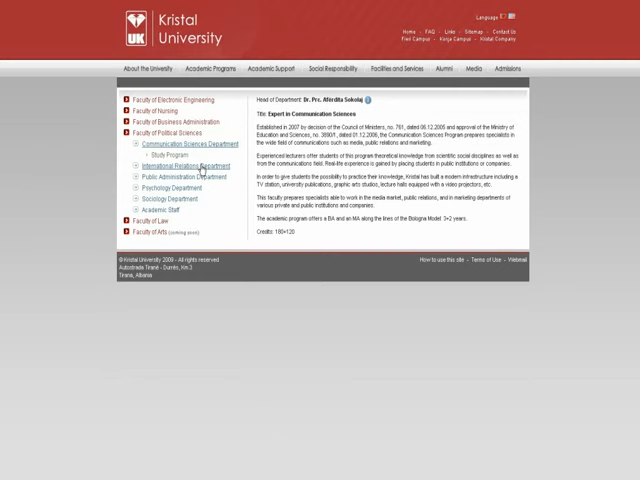 Language
Kristal
University
UK
Home - FAQ - Links - Sitemap - Contact Us
Fieri Campus - Korça Campus - Kristal Company
About the University
Academic Programs
Academic Support
Social Responsibility
Facilities and Services
Alumni
Media
Admissions
Faculty of Electronic Engineering
Faculty of Nursing
Faculty of Business Administration
Faculty of Political Sciences
Communication Sciences Department
Study Program
International Relations Department
Public Administration Department
Psychology Department
Sociology Department
Academic Staff
Faculty of Law
Faculty of Arts (coming soon)
Head of Department: Dr. Prc. Aferdita Sokolaj
Title: Expert in Communication Sciences
Established in 2007 by decision of the Council of Ministers, no. 761, dated 06.12.2005 and approval of the Ministry of
Education and Sciences, no. 3690/1, dated 01.12.2006, the Communication Sciences Program prepares specialists in
the wide field of communications such as media, public relations and marketing.
Experienced lecturers offer students of this program theoretical knowledge from scientific social disciplines as well as
from the communications field. Real-life experience is gained by placing students in public institutions or companies.
In order to give students the possibility to practice their knowledge, Kristal has built a modern infrastructure including a
TV station, university publications, graphic arts studios, lecture halls equipped with a video projectors, etc.
This faculty prepares specialists able to work in the media market, public relations, and in marketing departments of
various private and public institutions and companies.
The academic program offers a BA and an MA along the lines of the Bologna Model 3+2 years.
Credits: 180+120
© Kristal University 2009 - All rights reserved
Autostrade Tiranë - Durrës, Km.3
Tirana, Albania
How to use this site - Terms of Use - Webmail